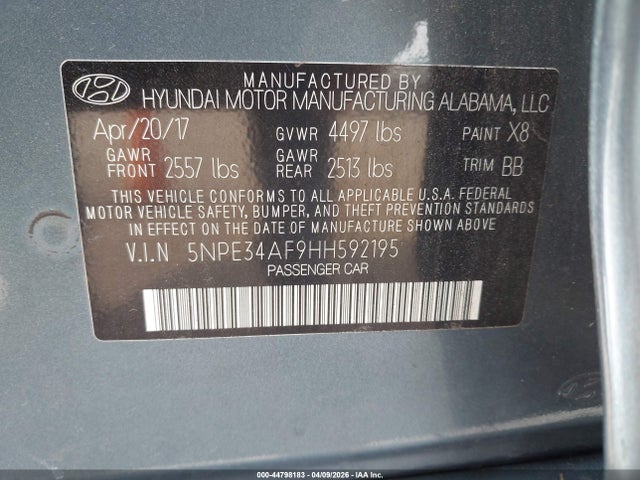 MANUFACTURED BY
HYUNDAI MOTOR MANUFACTURING ALABAMA, LLC
Apr/20/17 GVWR 4497 lbs PAINT X8
GAWR FRONT 2557 lbs GAWR REAR 2513 lbs TRIM BB
THIS VEHICLE CONFORMS TO ALL APPLICABLE U.S.A. FEDERAL
MOTOR VEHICLE SAFETY, BUMPER, AND THEFT PREVENTION STANDARDS
IN EFFECT ON THE DATE OF MANUFACTURE SHOWN ABOVE.
V.I.N 5NPE34AF9HH592195
PASSENGER CAR
000-44798183 | 04/09/2026 | IAA Inc.